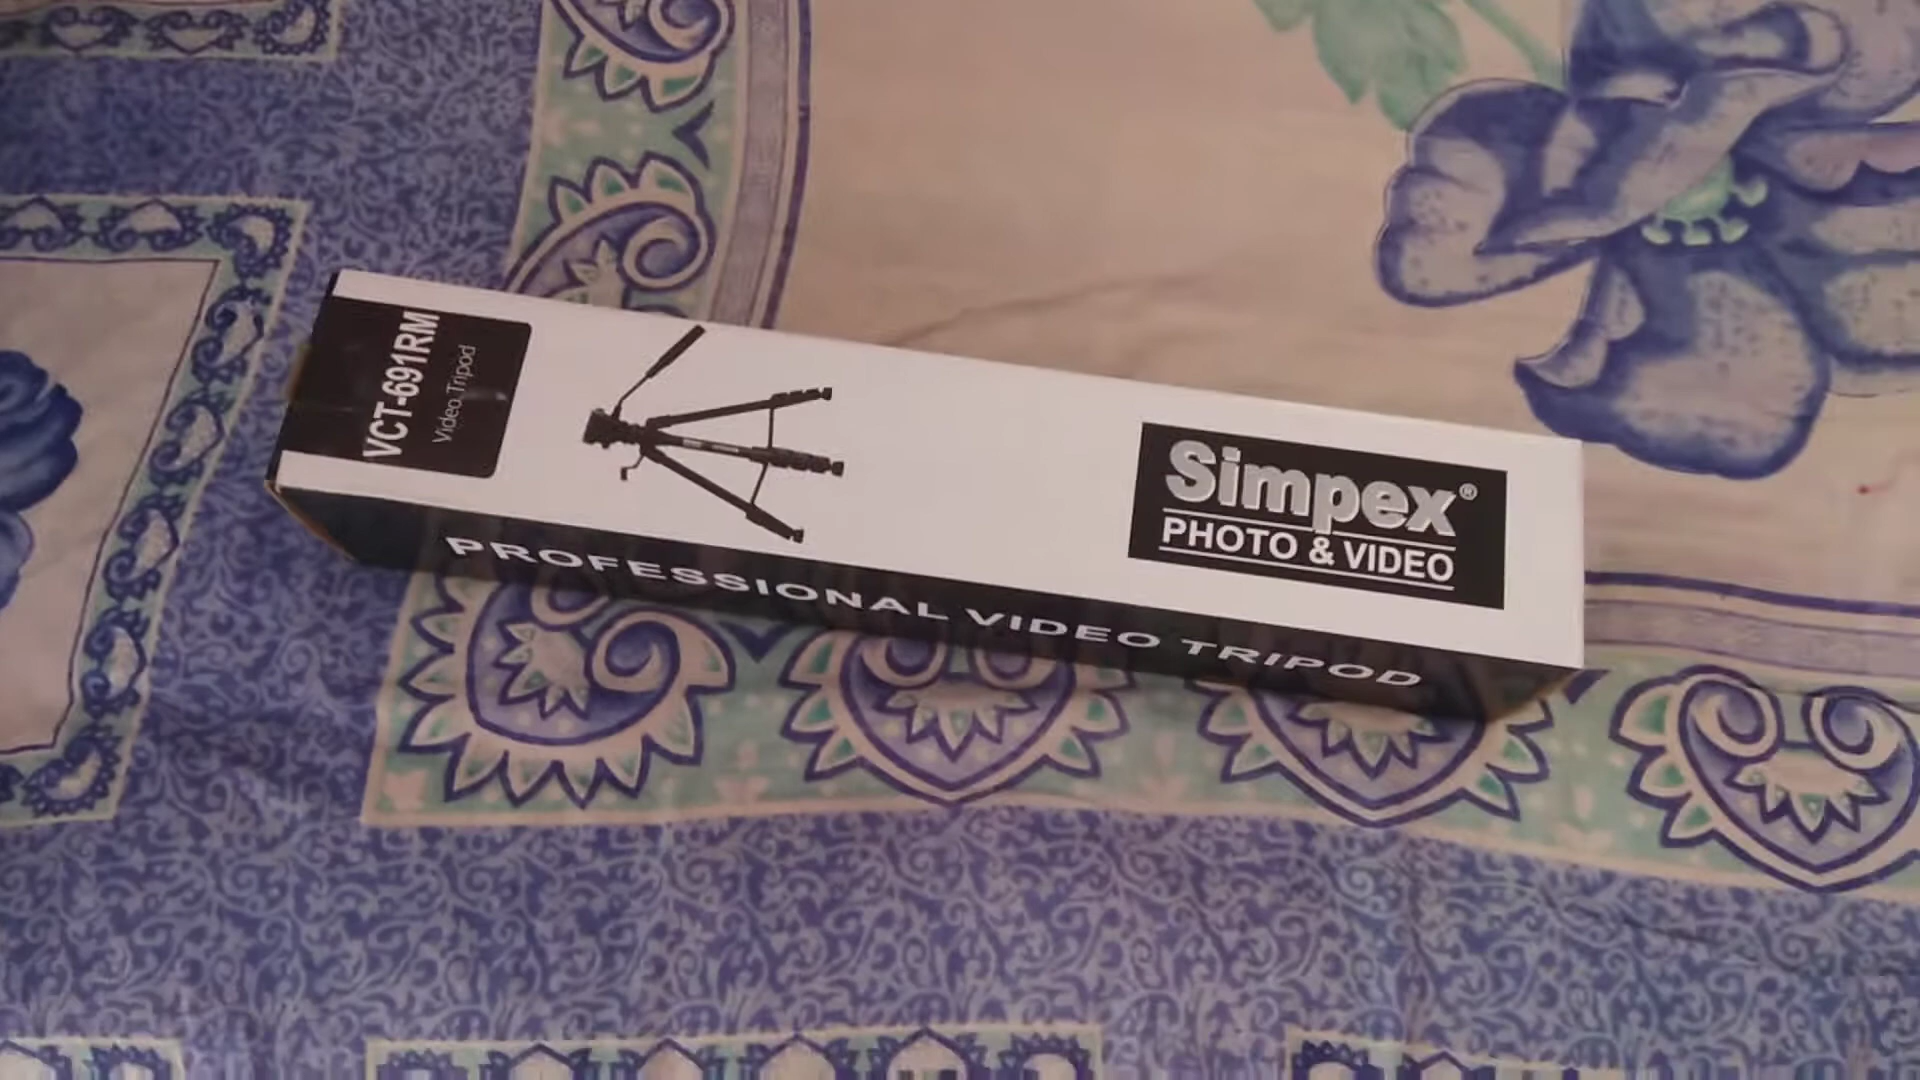 VCT-691RM
Video Tripod
Simpex®
PHOTO & VIDEO
PROFESSIONAL VIDEO TRIPOD